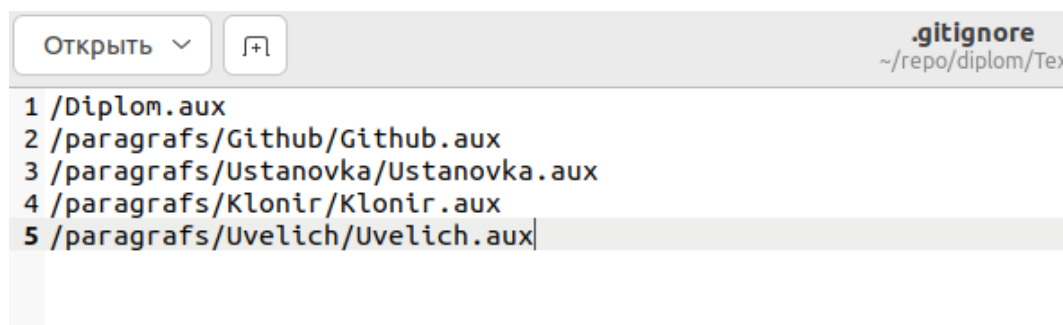 Открыть
.gitignore
~/repo/diplom/Tex
1 /Diplom.aux
2 /paragrafs/Github/Github.aux
3 /paragrafs/Ustanovka/Ustanovka.aux
4 /paragrafs/Klonir/Klonir.aux
5 /paragrafs/Uvelich/Uvelich.aux